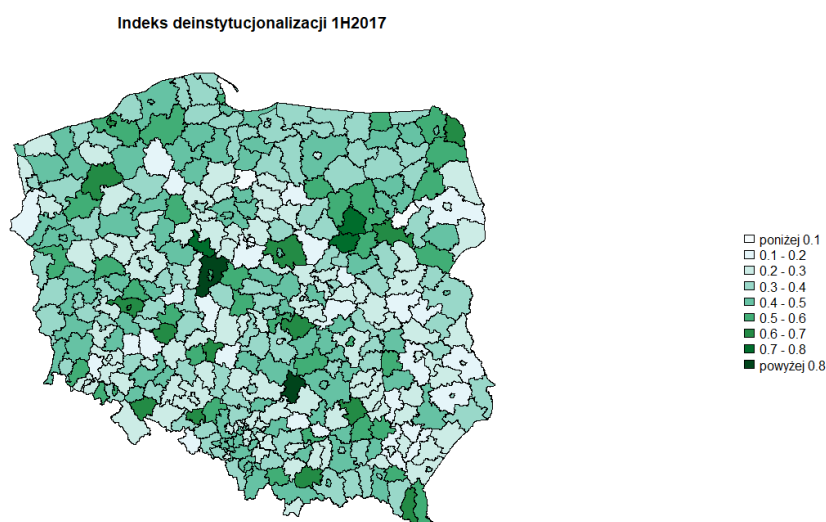 Indeks deinstytucjonalizacji 1H2017
poniżej 0.1
0.1 - 0.2
0.2 - 0.3
0.3 - 0.4
0.4 - 0.5
0.5 - 0.6
0.6 - 0.7
0.7 - 0.8
powyżej 0.8